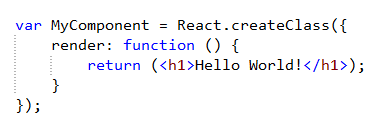 var MyComponent = React.createClass({
    render: function () {
        return (<h1>Hello World!</h1>);
    }
});